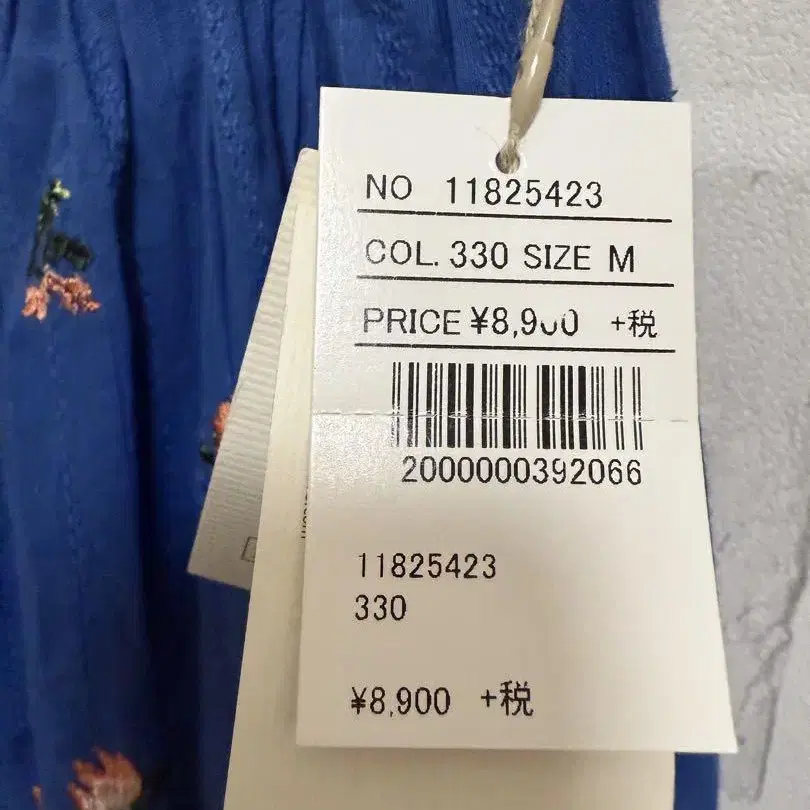 NO 11825423
COL. 330 SIZE M
PRICE ¥8,900 +税
2000000392066
11825423
330
¥8,900 +税